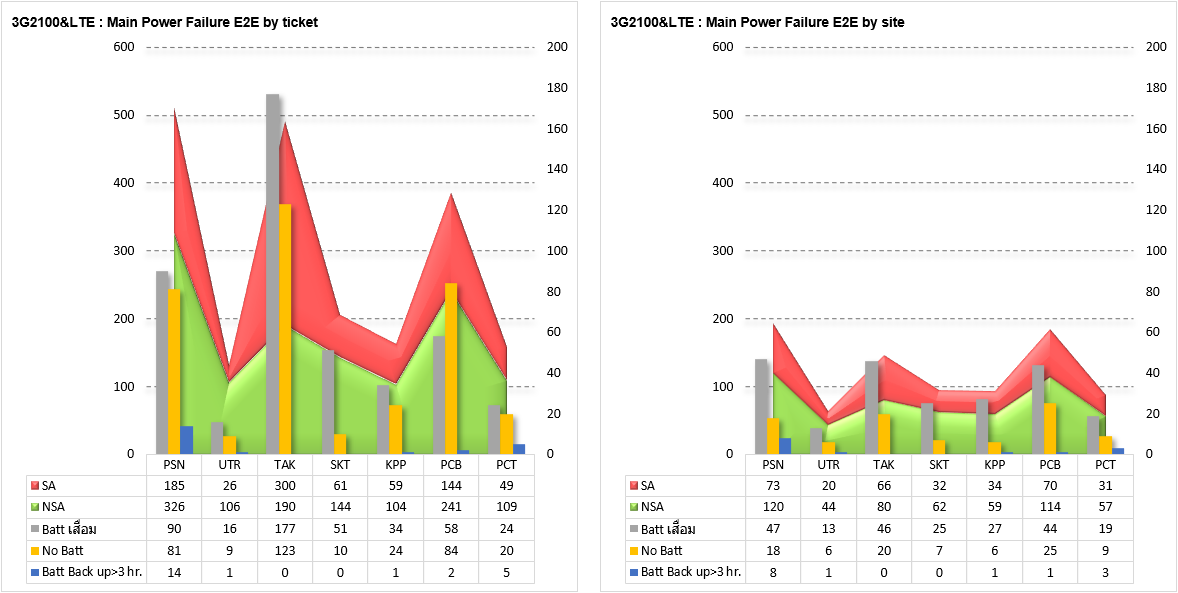 3G2100&LTE : Main Power Failure E2E by ticket
600 200
180
500
160
400 140
120
300 100
80
200
60
100 40
20
0 0
PSN UTR TAK SKT KPP PCB PCT
SA 185 26 300 61 59 144 49
NSA 326 106 190 144 104 241 109
Batt เสื่อม 90 16 177 51 34 58 24
No Batt 81 9 123 10 24 84 20
Batt Back up>3 hr. 14 1 0 0 1 2 5
3G2100&LTE : Main Power Failure E2E by site
600 200
180
500
160
400 140
120
300 100
80
200
60
100 40
20
0 0
PSN UTR TAK SKT KPP PCB PCT
SA 73 20 66 32 34 70 31
NSA 120 44 80 62 59 114 57
Batt เสื่อม 47 13 46 25 27 44 19
No Batt 18 6 20 7 6 25 9
Batt Back up>3 hr. 8 1 0 0 1 1 3